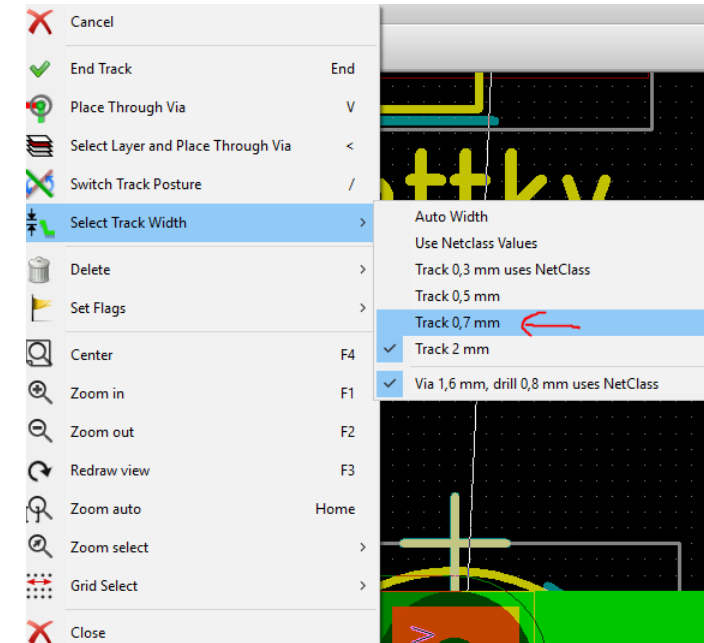 Cancel
End Track End
Place Through Via V
Select Layer and Place Through Via <
Switch Track Posture /
Select Track Width >
Delete >
Set Flags >
Center F4
Zoom in F1
Zoom out F2
Redraw view F3
Zoom auto Home
Zoom select >
Grid Select >
Close
ottky
Auto Width
Use Netclass Values
Track 0,3 mm uses NetClass
Track 0,5 mm
Track 0,7 mm
Track 2 mm
Via 1,6 mm, drill 0,8 mm uses NetClass